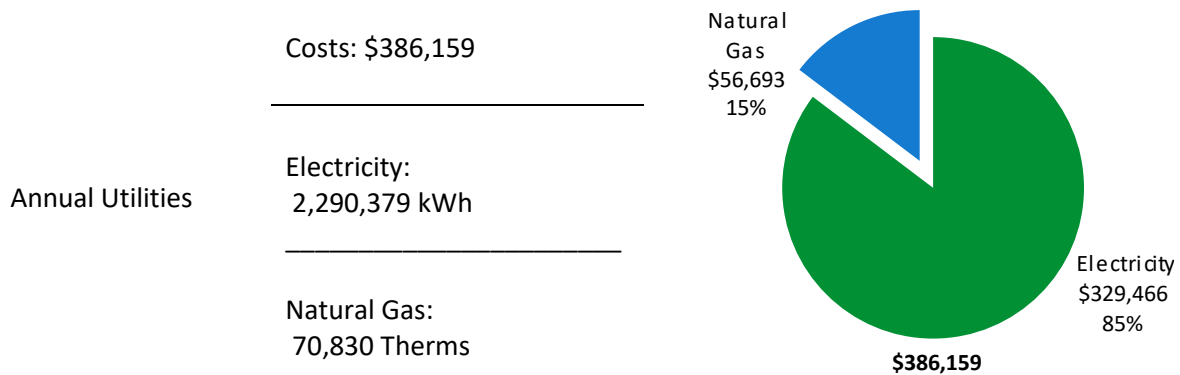 Annual Utilities
Costs: $386,159
Electricity:
2,290,379 kWh
Natural Gas:
70,830 Therms
Natural
Gas
$56,693
15%
Electricity
$329,466
85%
$386,159